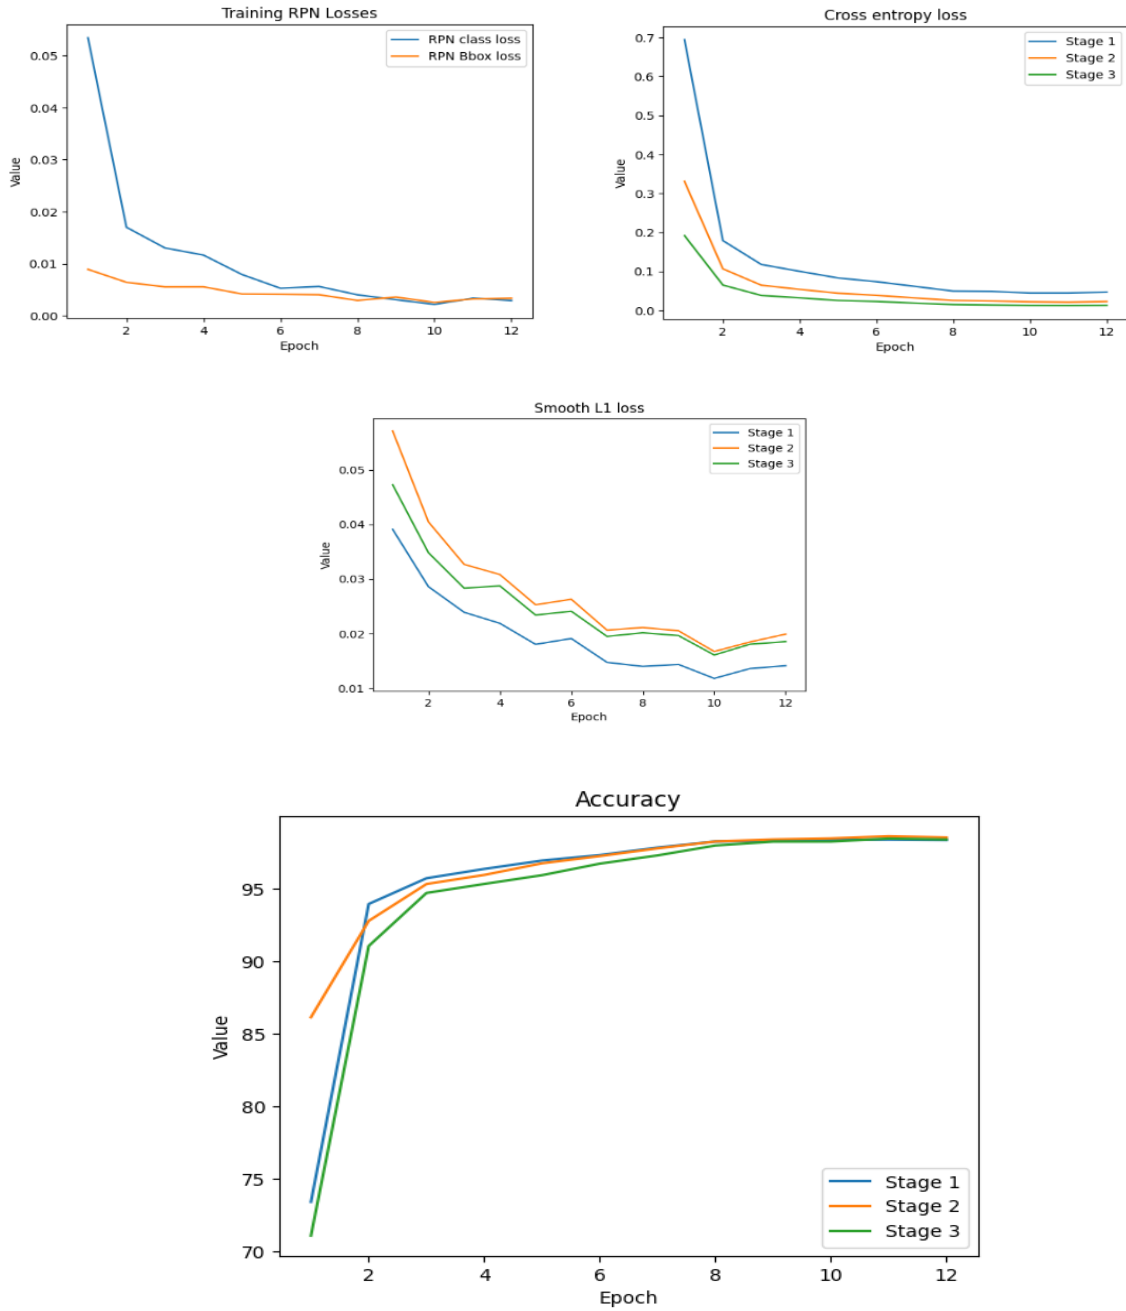 Training RPN Losses
RPN class loss
RPN Bbox loss
0.05
0.04
0.03
0.02
0.01
0.00
Value
2 4 6 8 10 12
Epoch
Cross entropy loss
Stage 1
Stage 2
Stage 3
0.7
0.6
0.5
0.4
0.3
0.2
0.1
0.0
Value
2 4 6 8 10 12
Epoch
Smooth L1 loss
Stage 1
Stage 2
Stage 3
0.05
0.04
0.03
0.02
0.01
Value
2 4 6 8 10 12
Epoch
Accuracy
95
90
85
80
75
70
Value
Stage 1
Stage 2
Stage 3
2 4 6 8 10 12
Epoch